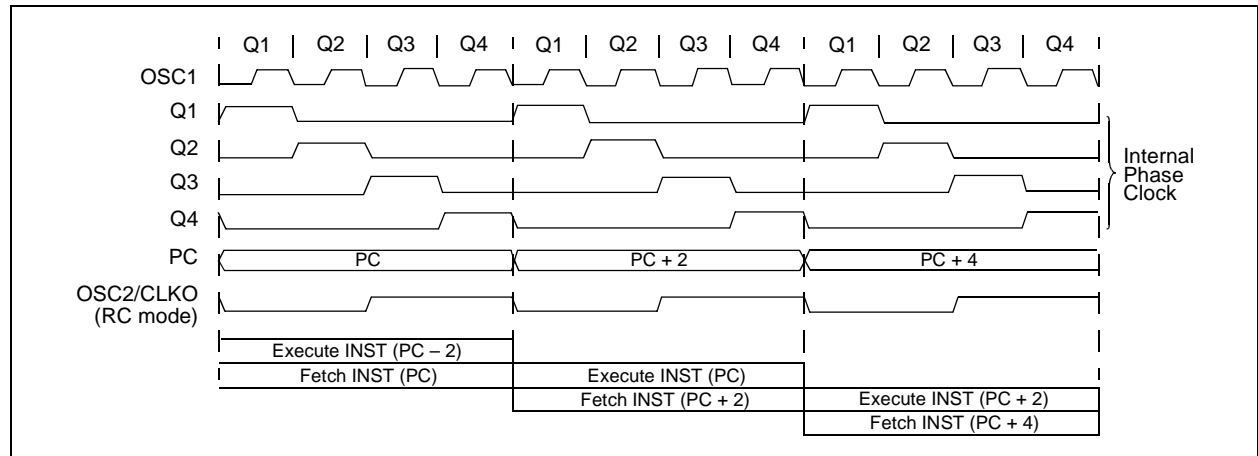 Q1 | Q2 | Q3 | Q4 | Q1 | Q2 | Q3 | Q4 | Q1 | Q2 | Q3 | Q4
OSC1
Q1
Q2
Q3
Q4
Internal
Phase
Clock
PC PC PC + 2 PC + 4
OSC2/CLKO
(RC mode)
Execute INST (PC – 2)
Fetch INST (PC) Execute INST (PC)
Fetch INST (PC + 2) Execute INST (PC + 2)
Fetch INST (PC + 4)